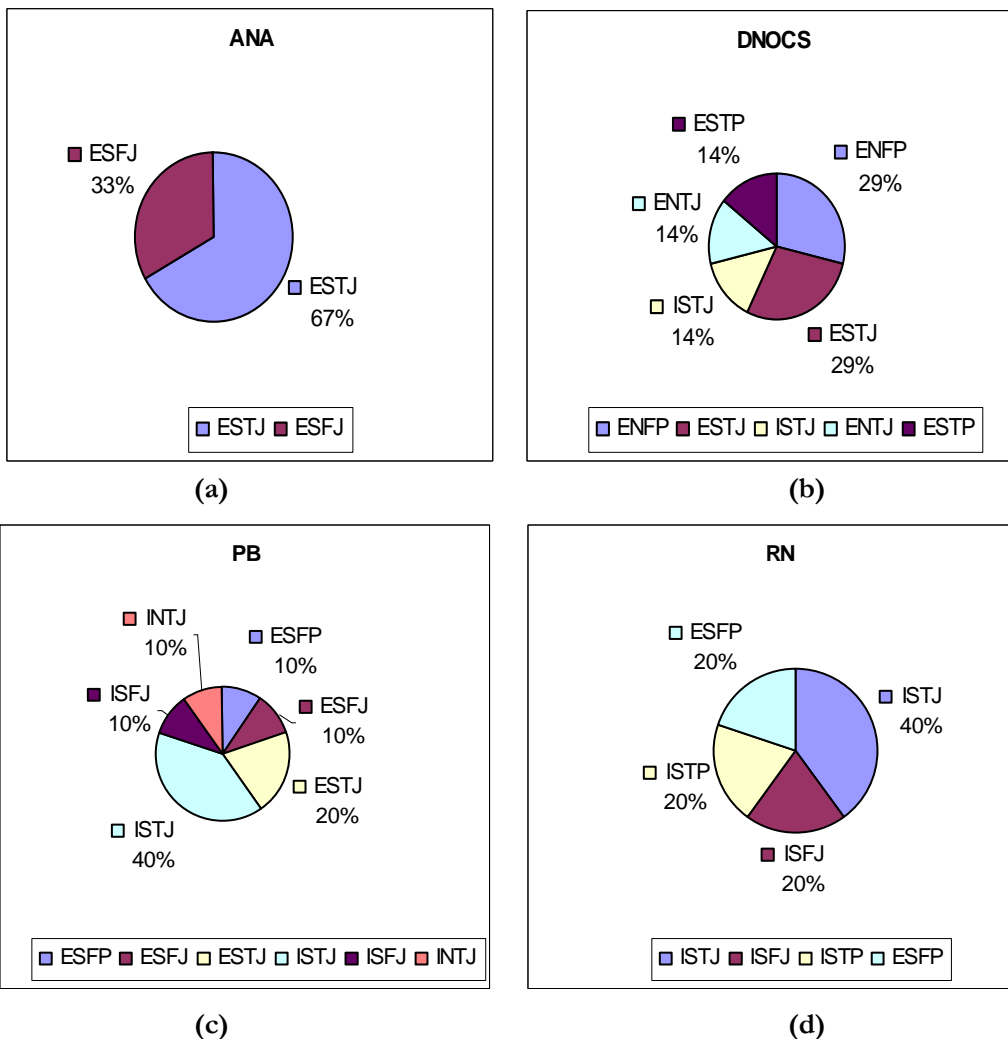 ANA
ESFJ
33%
ESTJ
67%
ESTJ ESFJ
(a)
DNOCS
ESTP
14%
ENFP
29%
ENTJ
14%
ISTJ
14%
ESTJ
29%
ENFP ESTJ ISTJ ENTJ ESTP
(b)
PB
INTJ
10%
ESFP
10%
ISFJ
10%
ESFJ
10%
ESTJ
20%
ISTJ
40%
ESFP ESFJ ESTJ ISTJ ISFJ INTJ
(c)
RN
ESFP
20%
ISTJ
40%
ISTP
20%
ISFJ
20%
ISTJ ISFJ ISTP ESFP
(d)